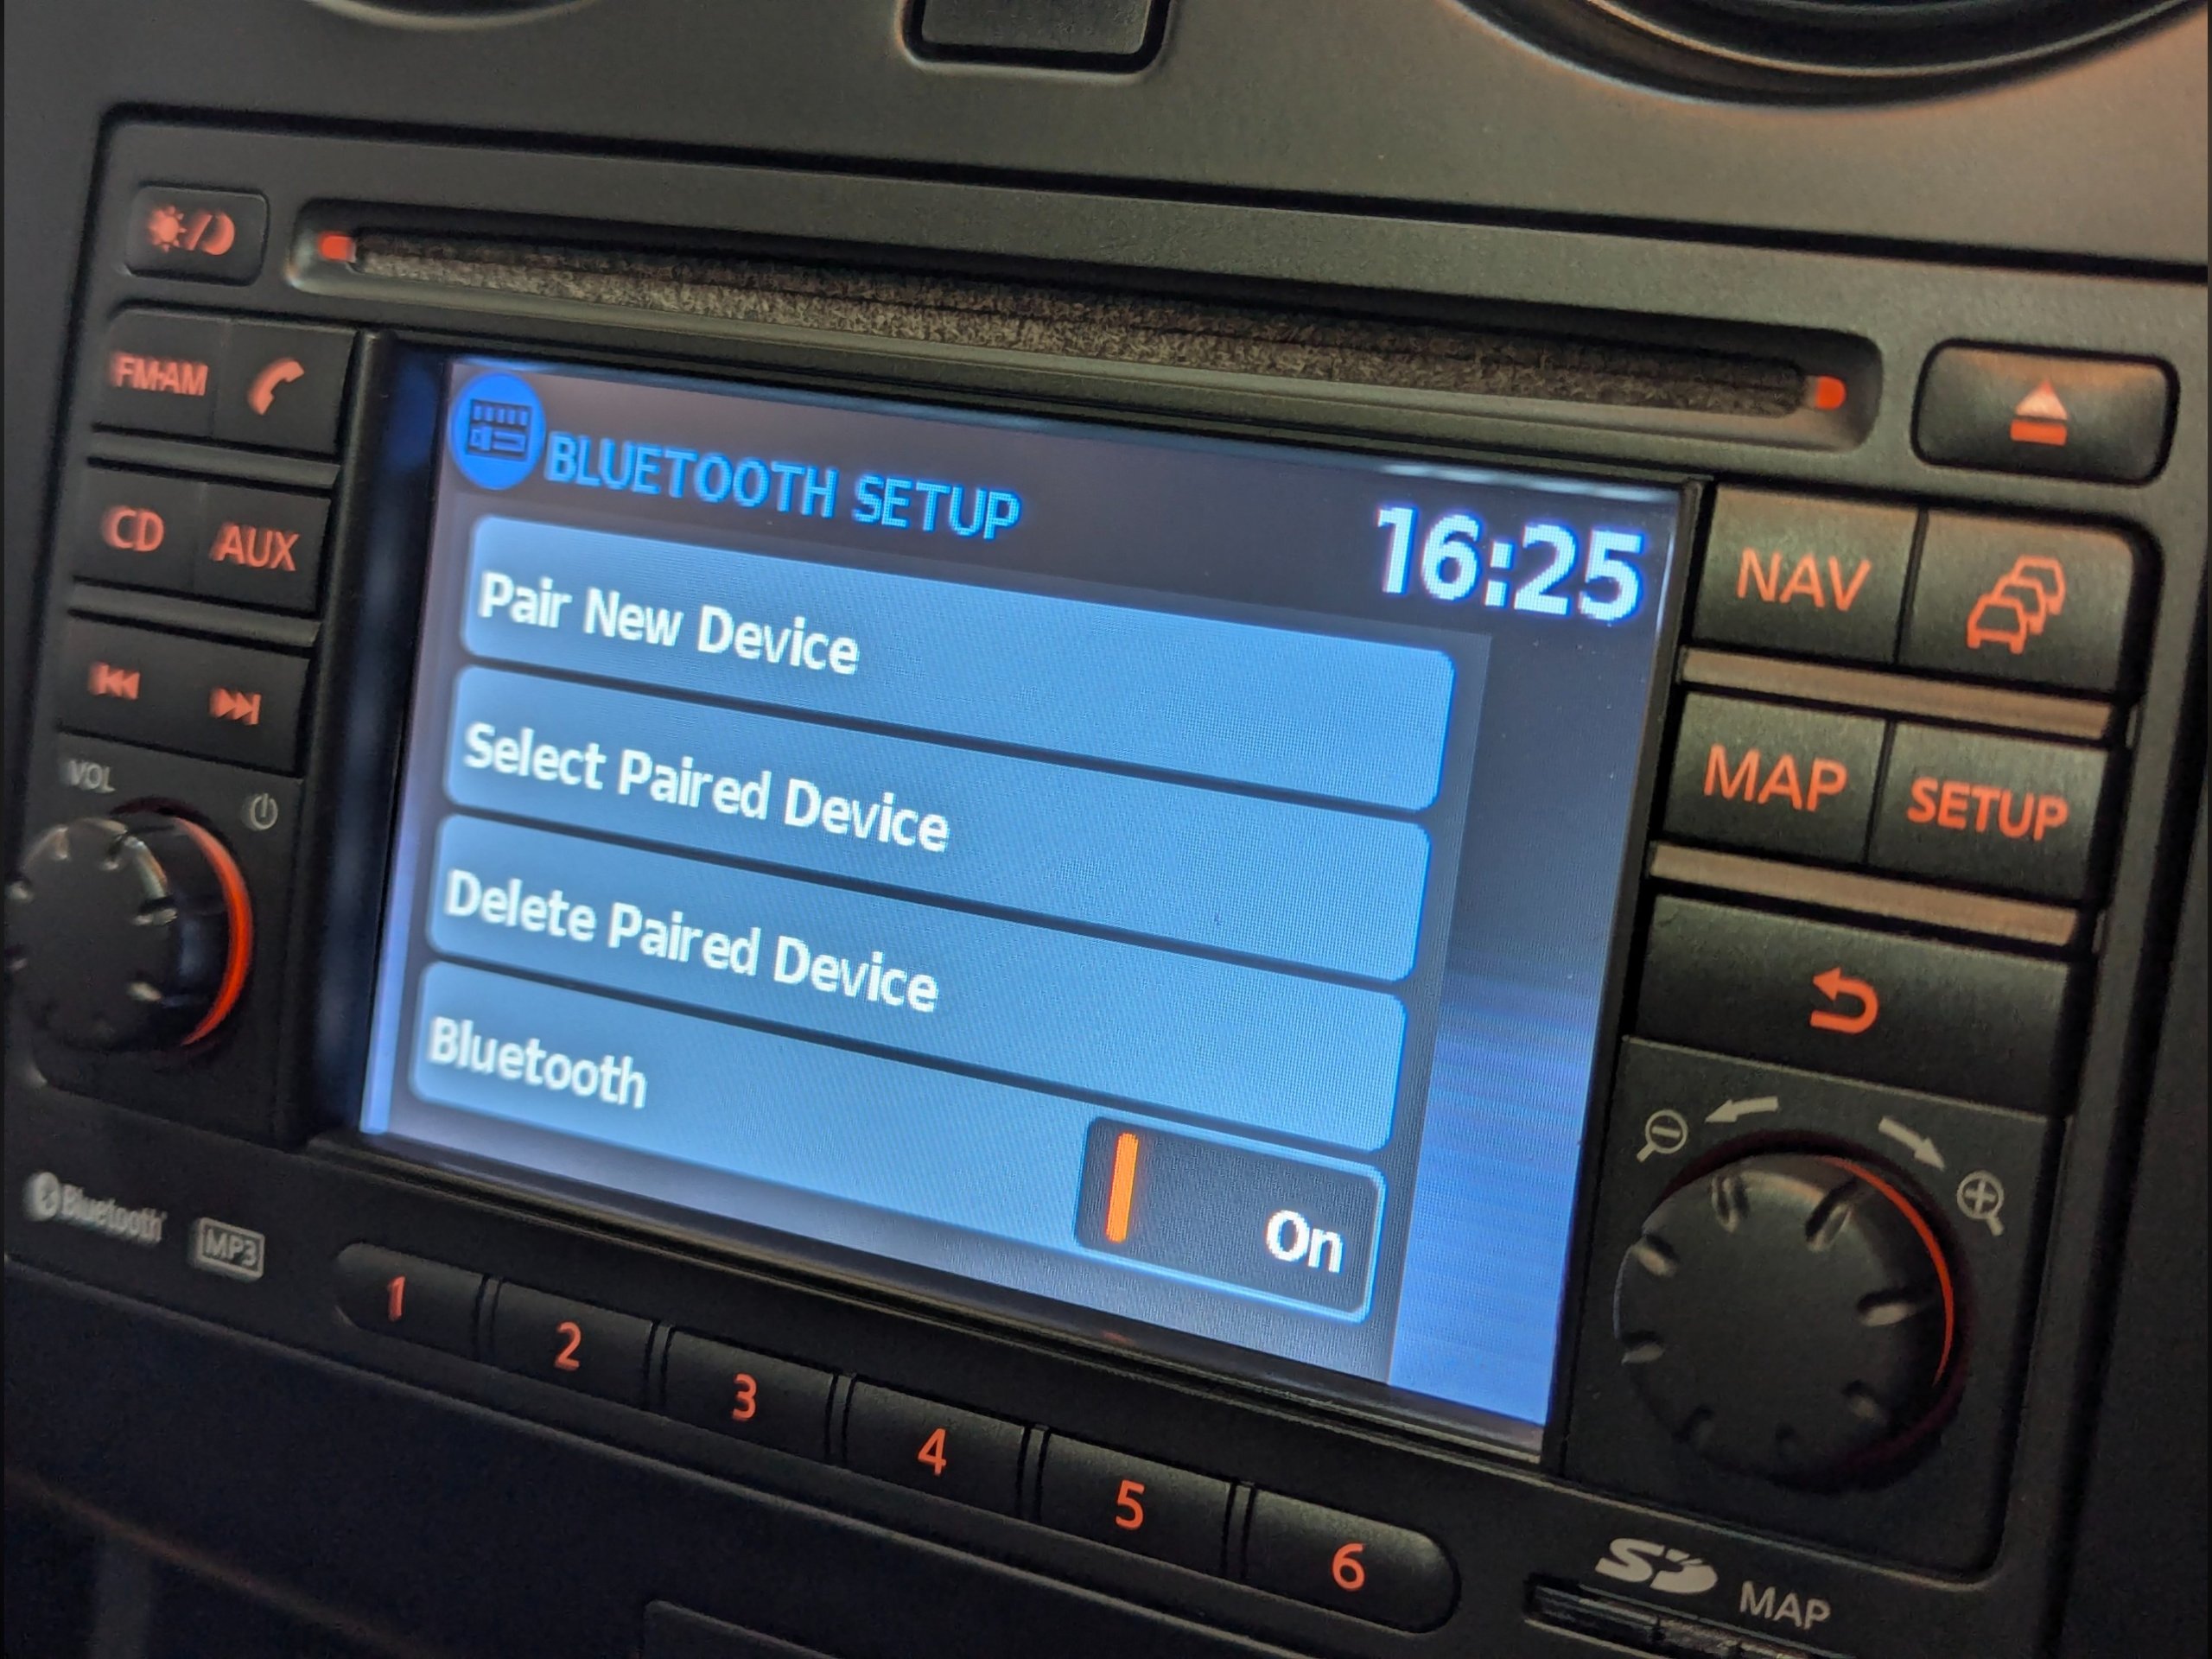 FM·AM
CD
AUX
VOL
BLUETOOTH SETUP
16:25
Pair New Device
Select Paired Device
Delete Paired Device
Bluetooth
On
NAV
MAP
SETUP
Bluetooth
MP3
1
2
3
4
5
6
SD
MAP